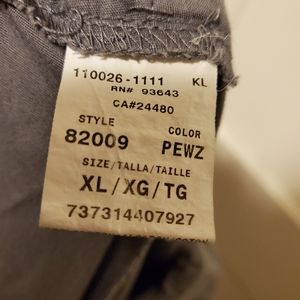 110026-1111 KL
RN# 93643
CA#24480
STYLE COLOR
82009 PEWZ
SIZE/TALLA/TAILLE
XL/XG/TG
737314407927